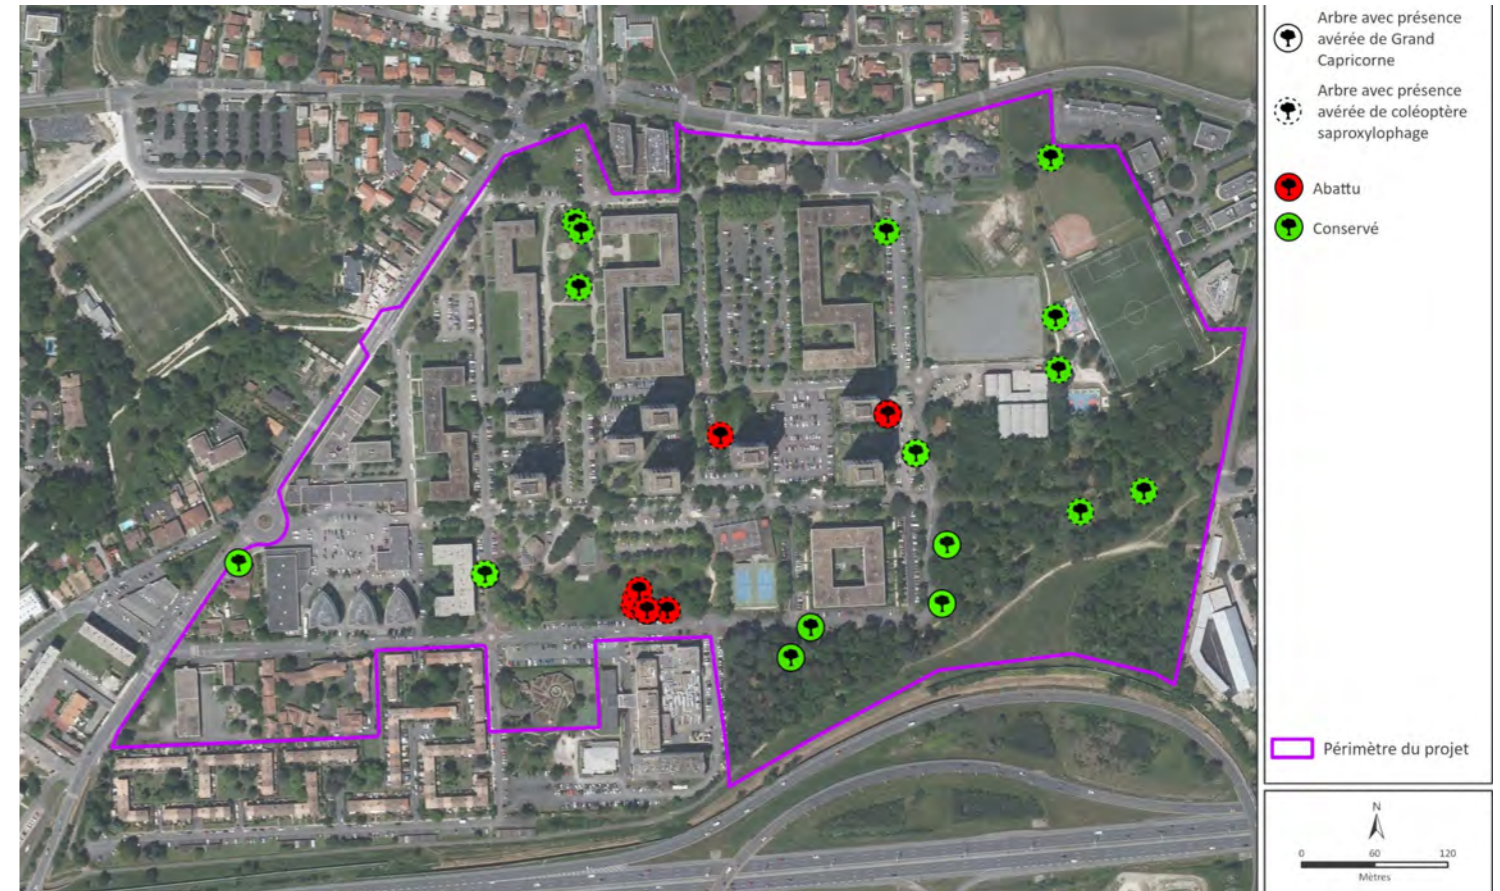 Arbre avec présence
avérée de Grand
Capricorne
Arbre avec présence
avérée de coléoptère
saproxylophage
Abattu
Conservé
Périmètre du projet
N
0 60 120
Mètres